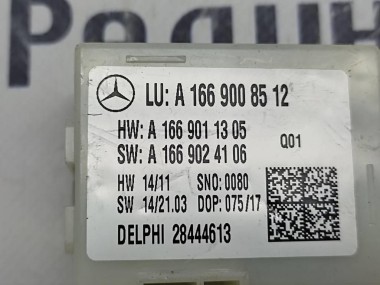 Родин
LU: A 166 900 85 12
HW: A 166 901 13 05
SW: A 166 902 41 06
Q01
HW 14/11 SNO: 0080
SW 14/21.03 DOP: 075/17
DELPHI 28444613